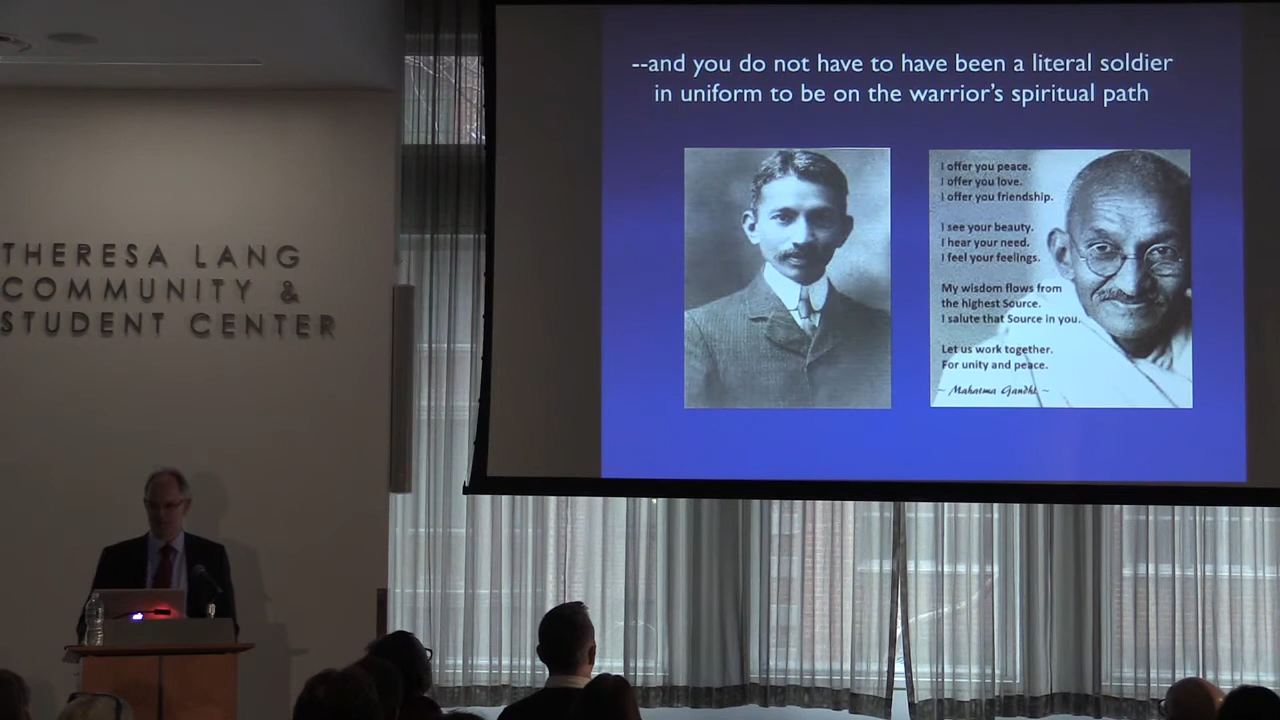 THERESA LANG
COMMUNITY &
STUDENT CENTER
--and you do not have to have been a literal soldier
in uniform to be on the warrior's spiritual path
I offer you peace.
I offer you love.
I offer you friendship.
I see your beauty.
I hear your need.
I feel your feelings.
My wisdom flows from
the highest Source.
I salute that Source in you.
Let us work together.
For unity and peace.
~ Mahatma Gandhi ~